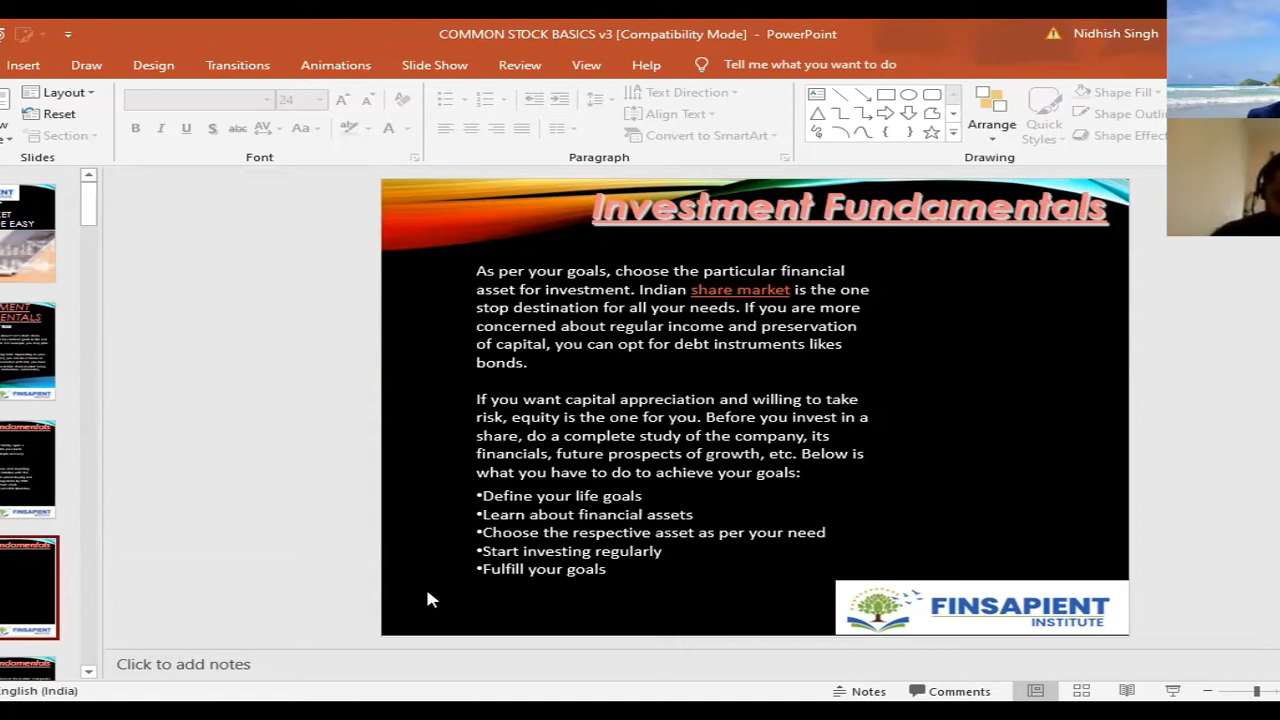 COMMON STOCK BASICS v3 [Compatibility Mode] - PowerPoint
Nidhish Singh
Insert Draw Design Transitions Animations Slide Show Review View Help Tell me what you want to do
Layout
Reset
Section
Slides
24
B I U S abc AV Aa A
Font
Text Direction
Align Text
Convert to SmartArt
Paragraph
Arrange
Quick
Styles
Shape Fill
Shape Outli
Shape Effect
Drawing
Investment Fundamentals
As per your goals, choose the particular financial
asset for investment. Indian share market is the one
stop destination for all your needs. If you are more
concerned about regular income and preservation
of capital, you can opt for debt instruments likes
bonds.
If you want capital appreciation and willing to take
risk, equity is the one for you. Before you invest in a
share, do a complete study of the company, its
financials, future prospects of growth, etc. Below is
what you have to do to achieve your goals:
•Define your life goals
•Learn about financial assets
•Choose the respective asset as per your need
•Start investing regularly
•Fulfill your goals
FINSAPIENT
INSTITUTE
Click to add notes
English (India)
Notes Comments